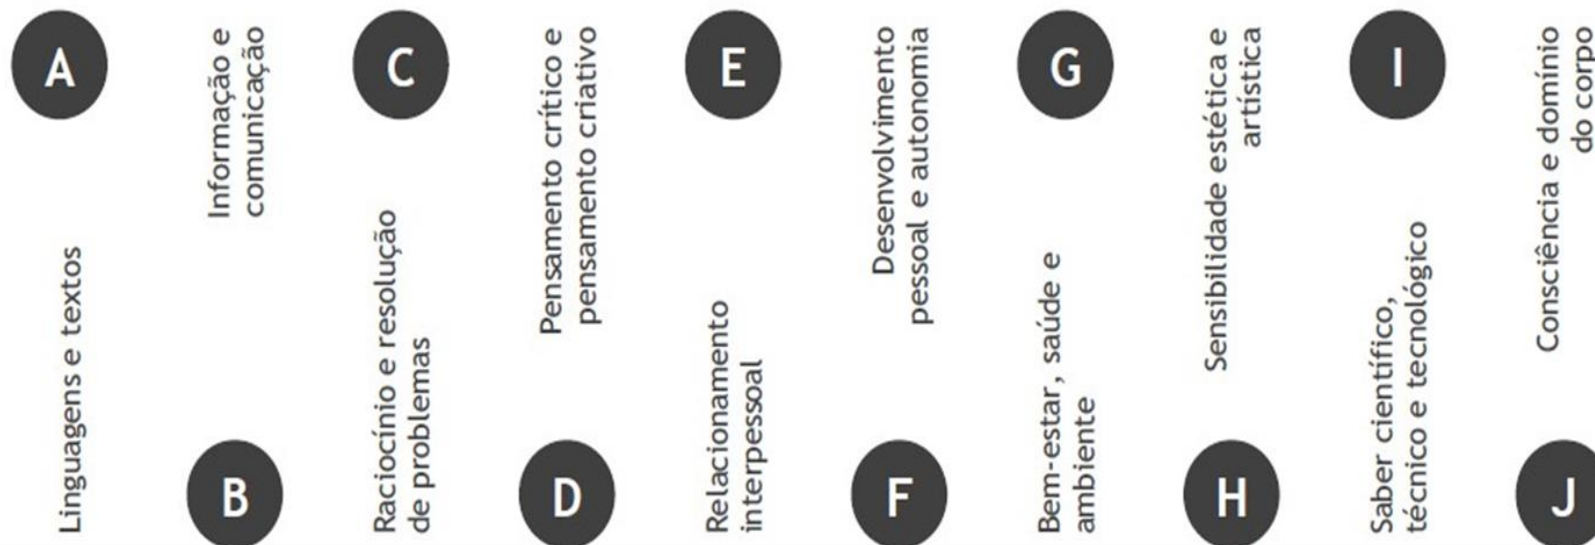 A
Linguagens e textos
B
Informação e
comunicação
C
Raciocínio e resolução
de problemas
D
Pensamento crítico e
pensamento criativo
E
Relacionamento
interpessoal
F
Desenvolvimento
pessoal e autonomia
G
Bem-estar, saúde e
ambiente
H
Sensibilidade estética e
artística
I
Saber científico,
técnico e tecnológico
J
Consciência e domínio
do corpo